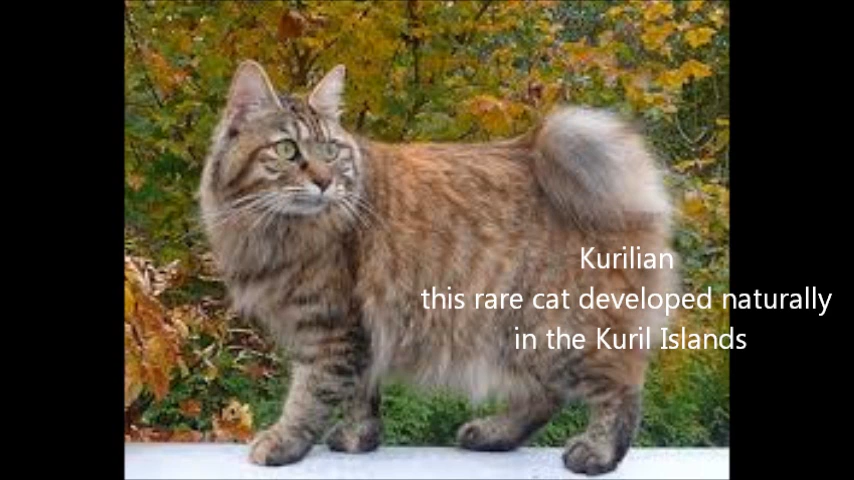 Kurilian
this rare cat developed naturally
in the Kuril Islands